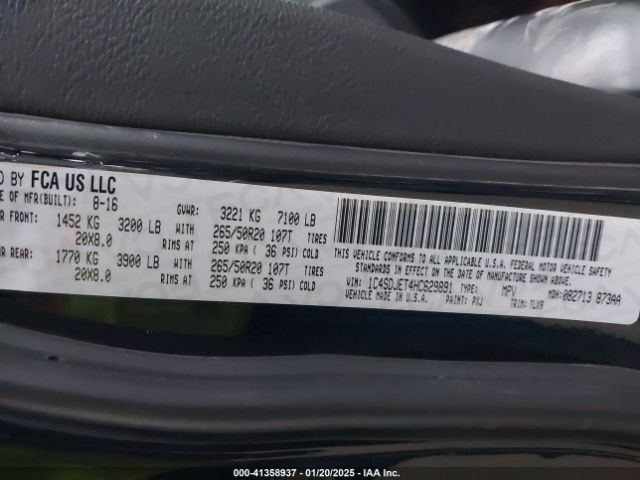 D BY FCA US LLC
E OF MFR(BUILT): 8-16 GVWR: 3221 KG 7100 LB
R FRONT: 1452 KG 3200 LB WITH 265/50R20 107T TIRES
20X8.0 RIMS AT 250 KPA ( 36 PSI) COLD
R REAR: 1770 KG 3900 LB WITH 265/50R20 107T TIRES
20X8.0 RIMS AT 250 KPA ( 36 PSI) COLD
THIS VEHICLE CONFORMS TO ALL APPLICABLE U.S.A. FEDERAL MOTOR VEHICLE SAFETY
STANDARDS IN EFFECT ON THE DATE OF MANUFACTURE SHOWN ABOVE.
VIN: 1C4SDJET4HC629891 TYPE: MPV MDH: 082713 873AA
VEHICLE MADE IN U.S.A. PAINT: PXJ TRIM: TLX9
000-41358937 - 01/20/2025 - IAA Inc.